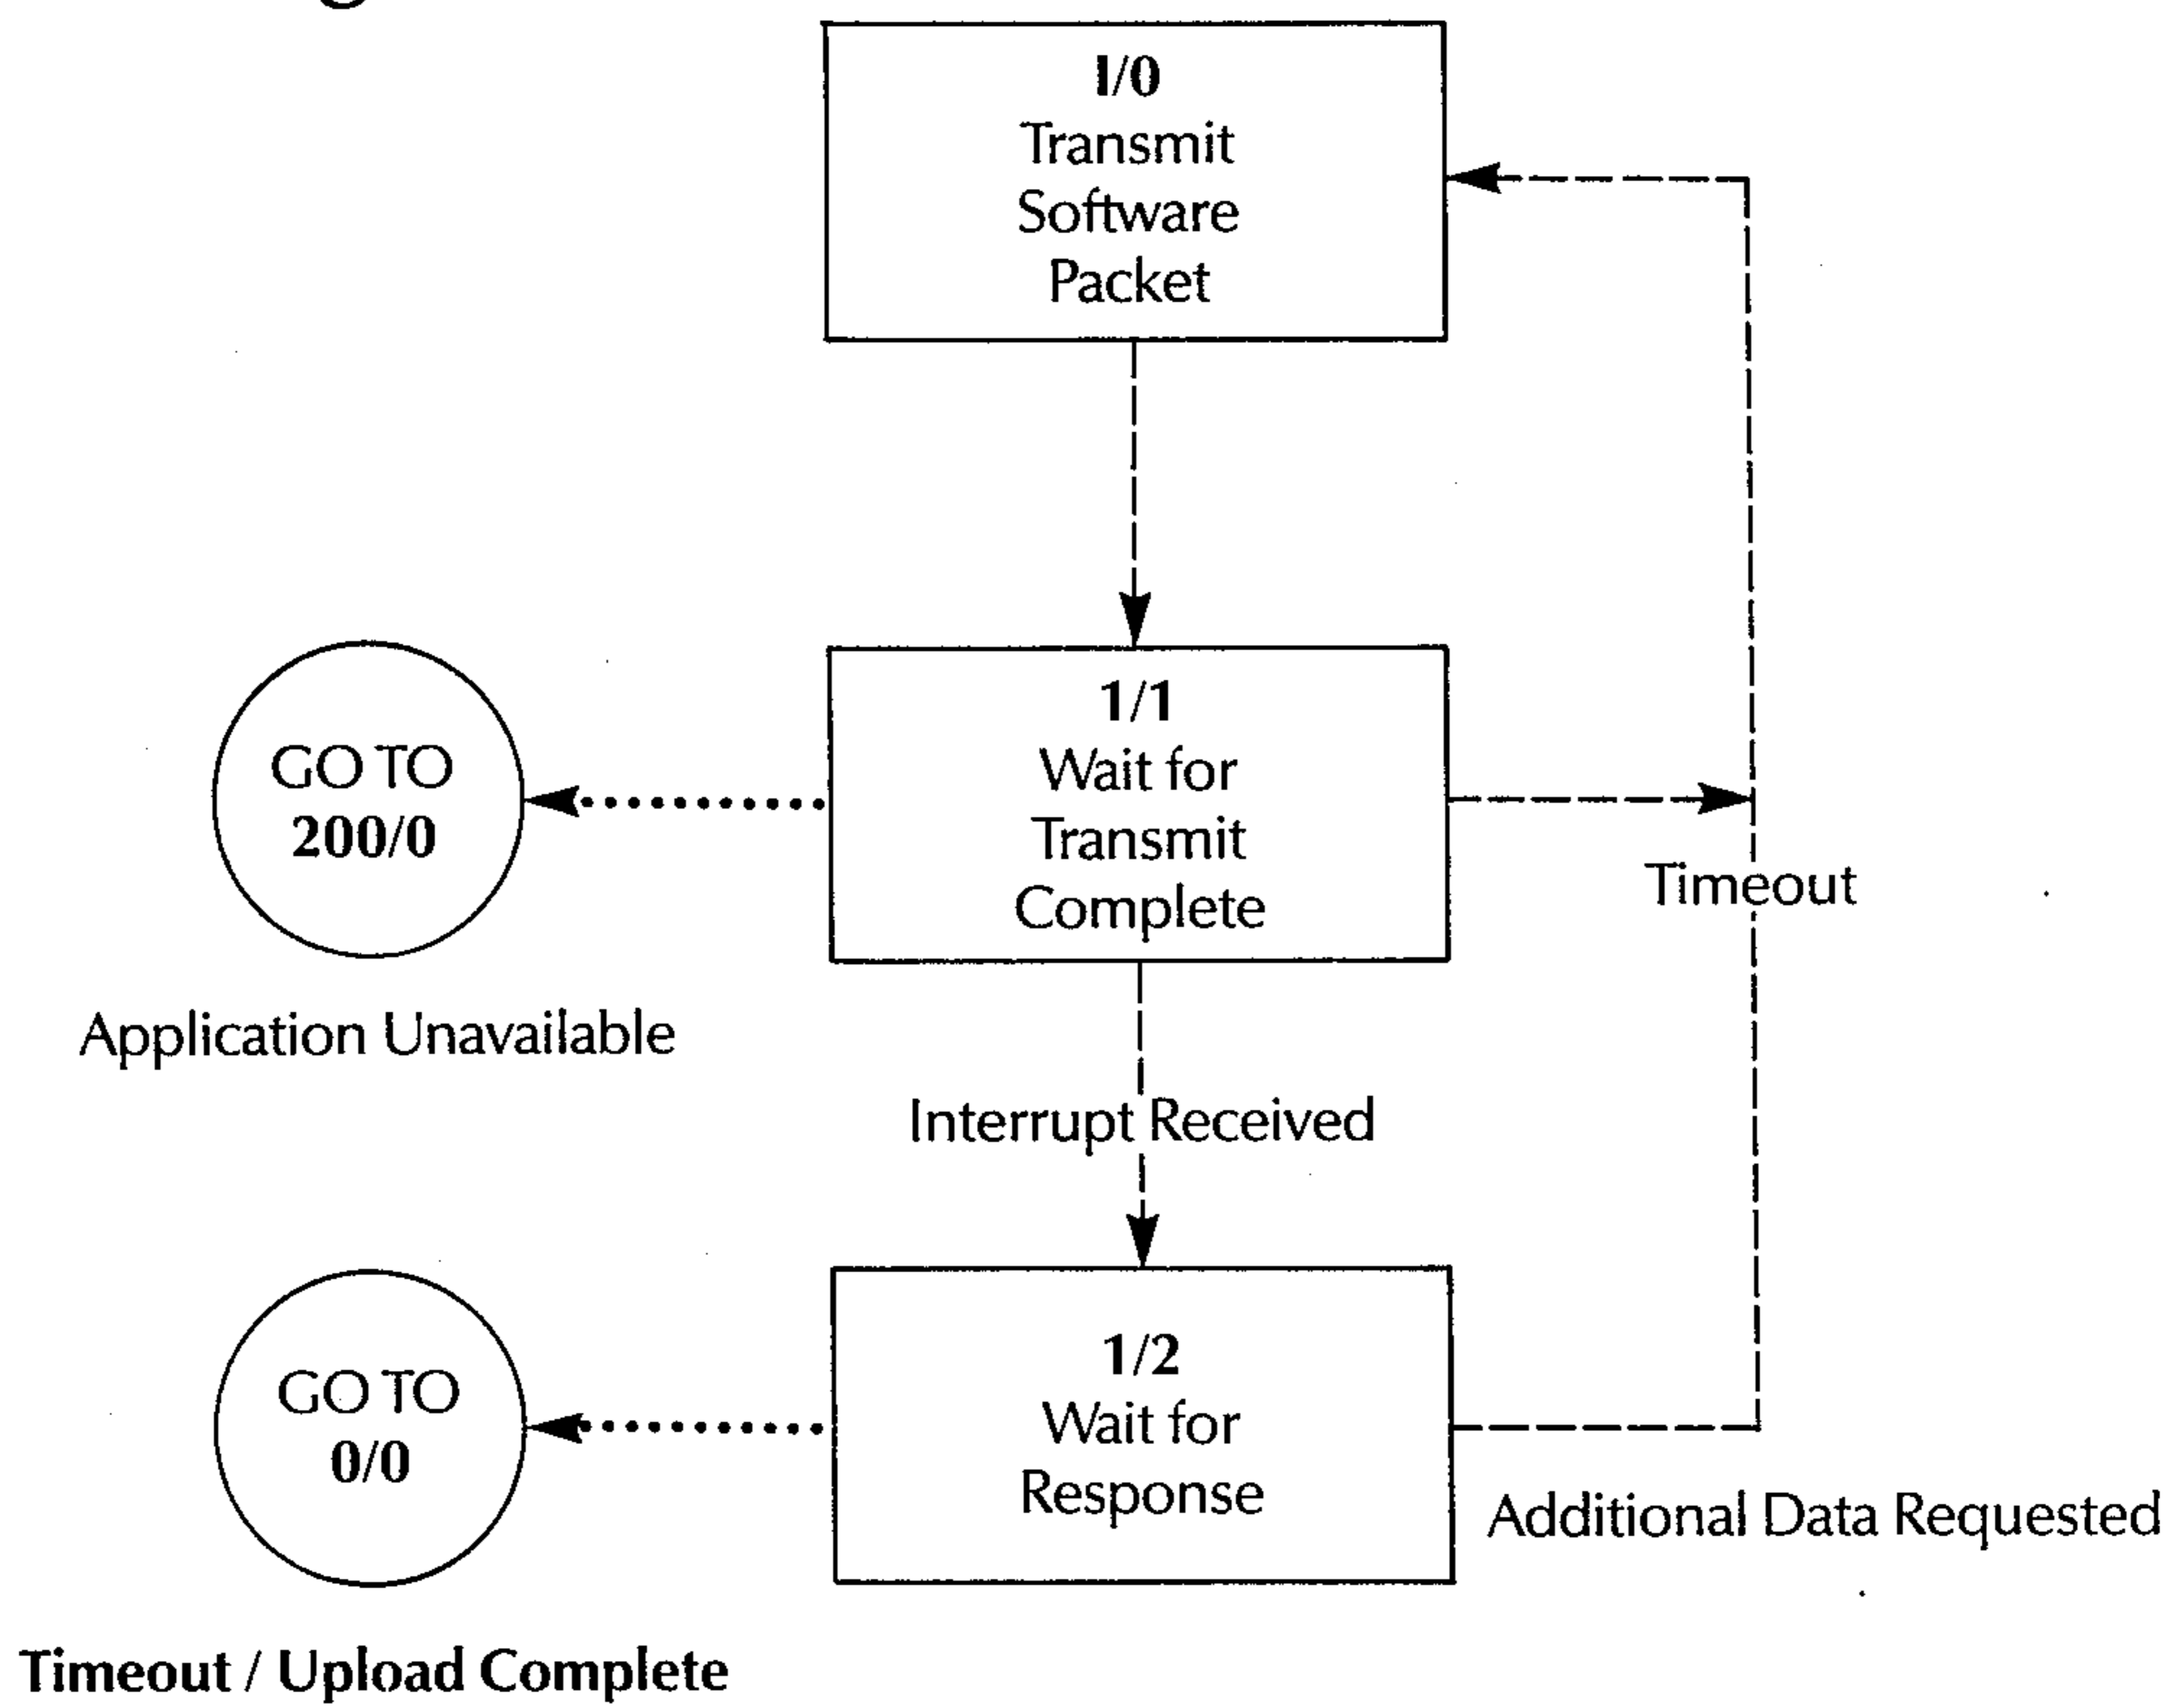 I/0
Transmit
Software
Packet
GO TO
200/0
1/1
Wait for
Transmit
Complete
Timeout
Application Unavailable
Interrupt Received
GO TO
0/0
1/2
Wait for
Response
Additional Data Requested
Timeout / Upload Complete